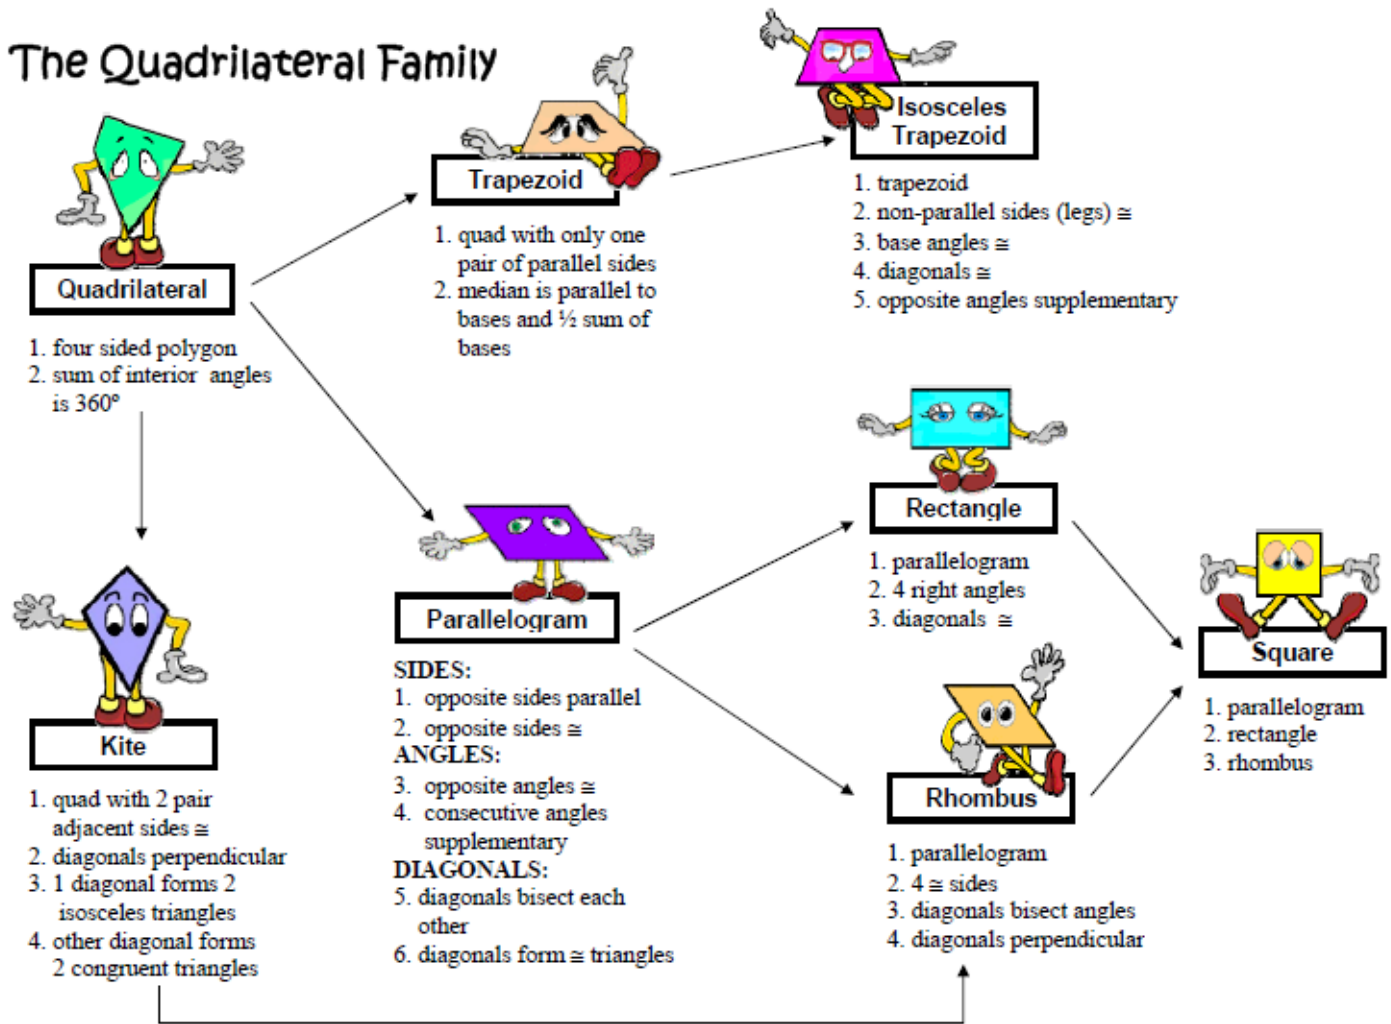 The Quadrilateral Family
Quadrilateral
1. four sided polygon
2. sum of interior angles
is 360°
Trapezoid
1. quad with only one
pair of parallel sides
2. median is parallel to
bases and ½ sum of
bases
Isosceles
Trapezoid
1. trapezoid
2. non-parallel sides (legs) ≅
3. base angles ≅
4. diagonals ≅
5. opposite angles supplementary
Kite
1. quad with 2 pair
adjacent sides ≅
2. diagonals perpendicular
3. 1 diagonal forms 2
isosceles triangles
4. other diagonal forms
2 congruent triangles
Parallelogram
SIDES:
1. opposite sides parallel
2. opposite sides ≅
ANGLES:
3. opposite angles ≅
4. consecutive angles
supplementary
DIAGONALS:
5. diagonals bisect each
other
6. diagonals form ≅ triangles
Rectangle
1. parallelogram
2. 4 right angles
3. diagonals ≅
Rhombus
1. parallelogram
2. 4 ≅ sides
3. diagonals bisect angles
4. diagonals perpendicular
Square
1. parallelogram
2. rectangle
3. rhombus